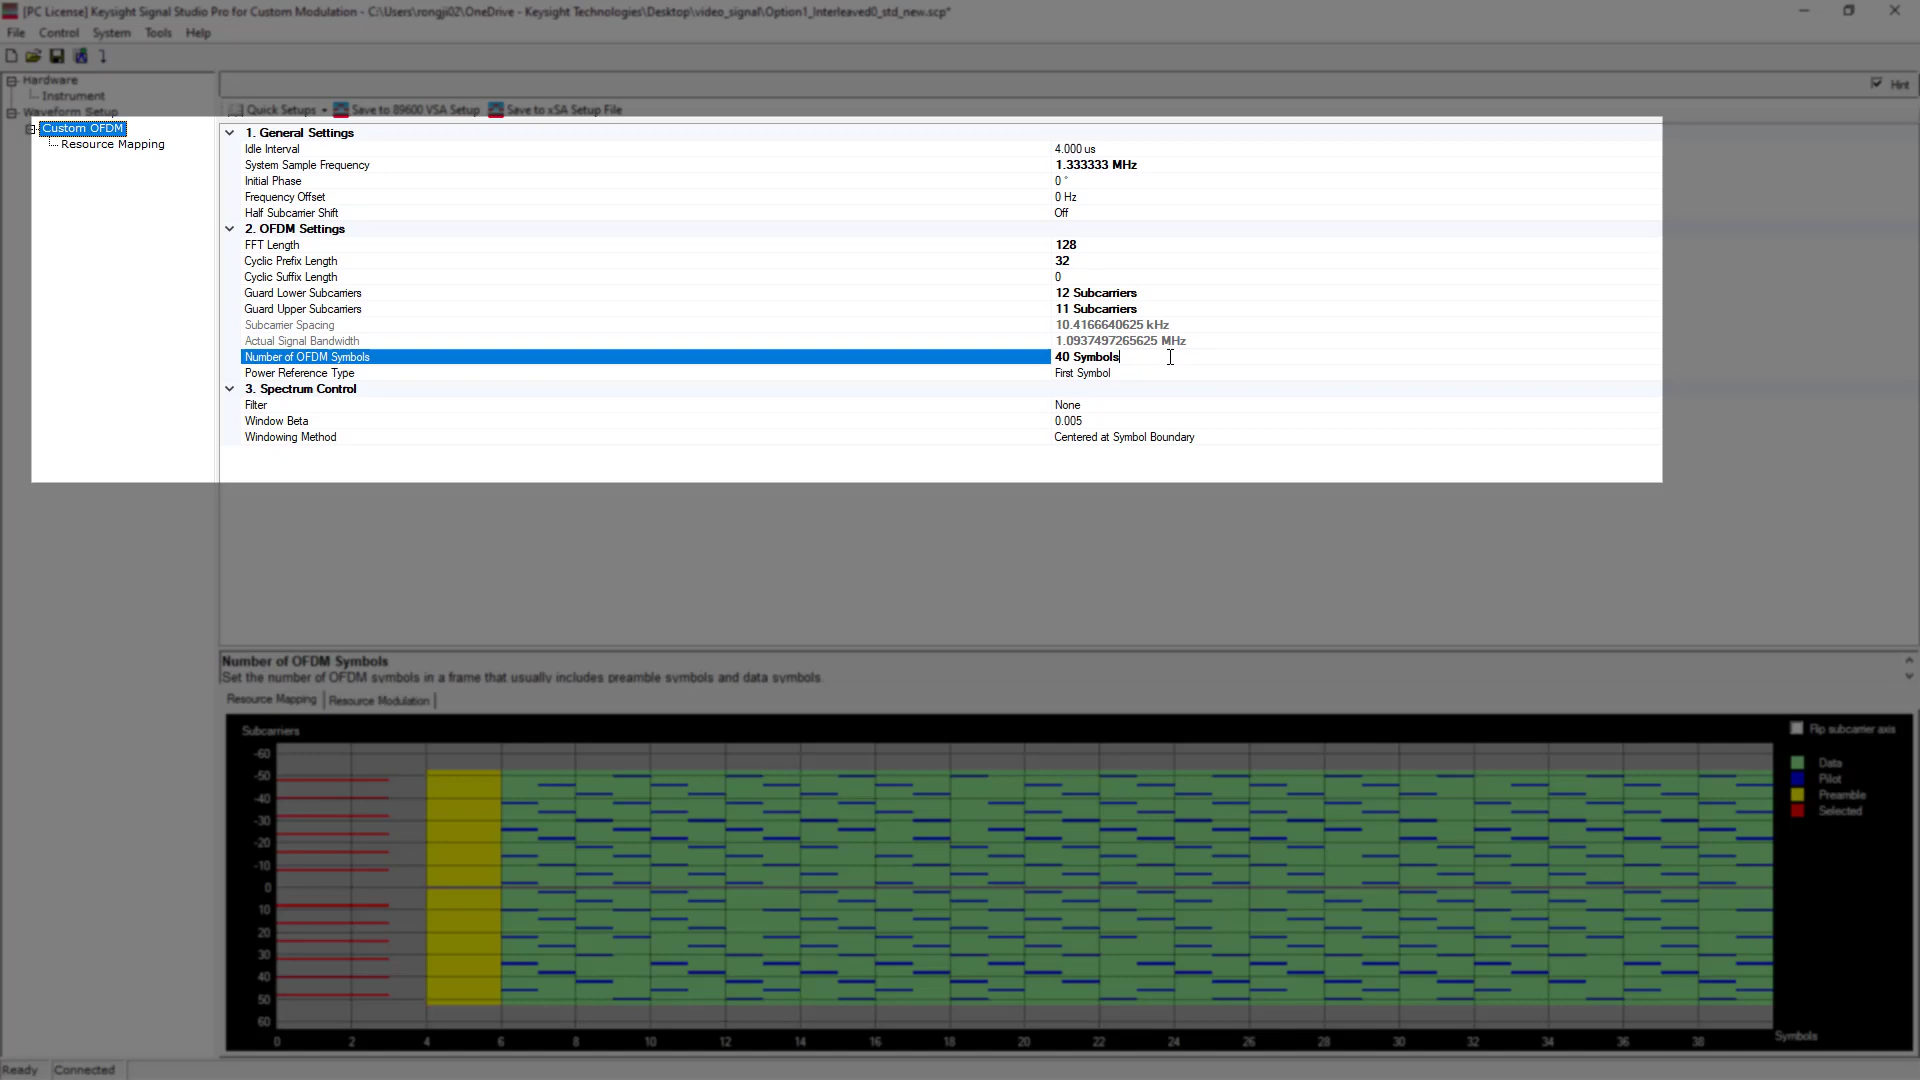 [PC License] Keysight Signal Studio Pro for Custom Modulation - C:\Users\rongji02\OneDrive - Keysight Technologies\Desktop\video_signal\Option1_Interleaved0_std_new.scp*
File Control System Tools Help
Hardware
Instrument
Waveform Setup
Custom OFDM
Resource Mapping
Hint
Quick Setups Save to 89600 VSA Setup Save to xSA Setup File
1. General Settings
Idle Interval 4.000 us
System Sample Frequency 1.333333 MHz
Initial Phase 0 °
Frequency Offset 0 Hz
Half Subcarrier Shift Off
2. OFDM Settings
FFT Length 128
Cyclic Prefix Length 32
Cyclic Suffix Length 0
Guard Lower Subcarriers 12 Subcarriers
Guard Upper Subcarriers 11 Subcarriers
Subcarrier Spacing 10.4166640625 kHz
Actual Signal Bandwidth 1.0937497265625 MHz
Number of OFDM Symbols 40 Symbols
Power Reference Type First Symbol
3. Spectrum Control
Filter None
Window Beta 0.005
Windowing Method Centered at Symbol Boundary
Number of OFDM Symbols
Set the number of OFDM symbols in a frame that usually includes preamble symbols and data symbols.
Resource Mapping Resource Modulation
Subcarriers
Flip subcarrier axis
-60
-50
-40
-30
-20
-10
0
10
20
30
40
50
60
Data
Pilot
Preamble
Selected
0 2 4 6 8 10 12 14 16 18 20 22 24 26 28 30 32 34 36 38
Symbols
Ready Connected